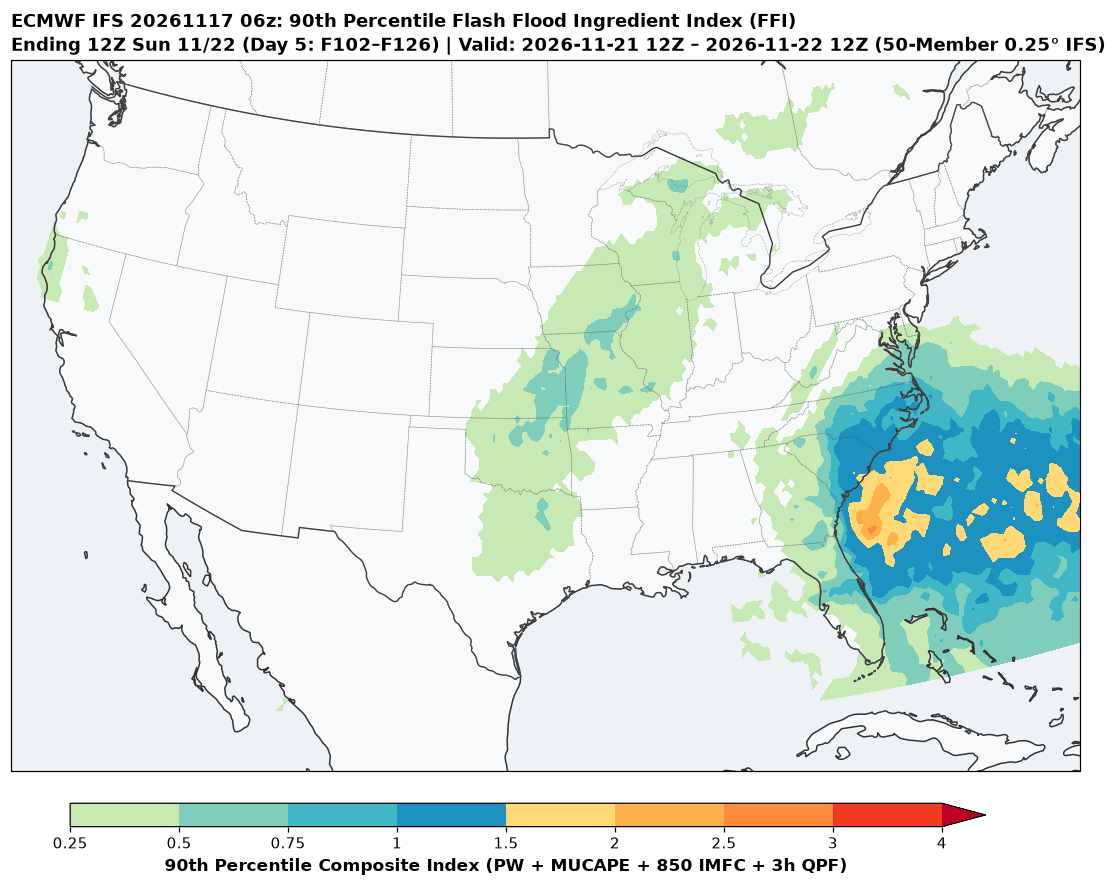 ECMWF IFS 20261117 06z: 90th Percentile Flash Flood Ingredient Index (FFI)
Ending 12Z Sun 11/22 (Day 5: F102–F126) | Valid: 2026-11-21 12Z – 2026-11-22 12Z (50-Member 0.25° IFS)
0.25 0.5 0.75 1 1.5 2 2.5 3 4
90th Percentile Composite Index (PW + MUCAPE + 850 IMFC + 3h QPF)